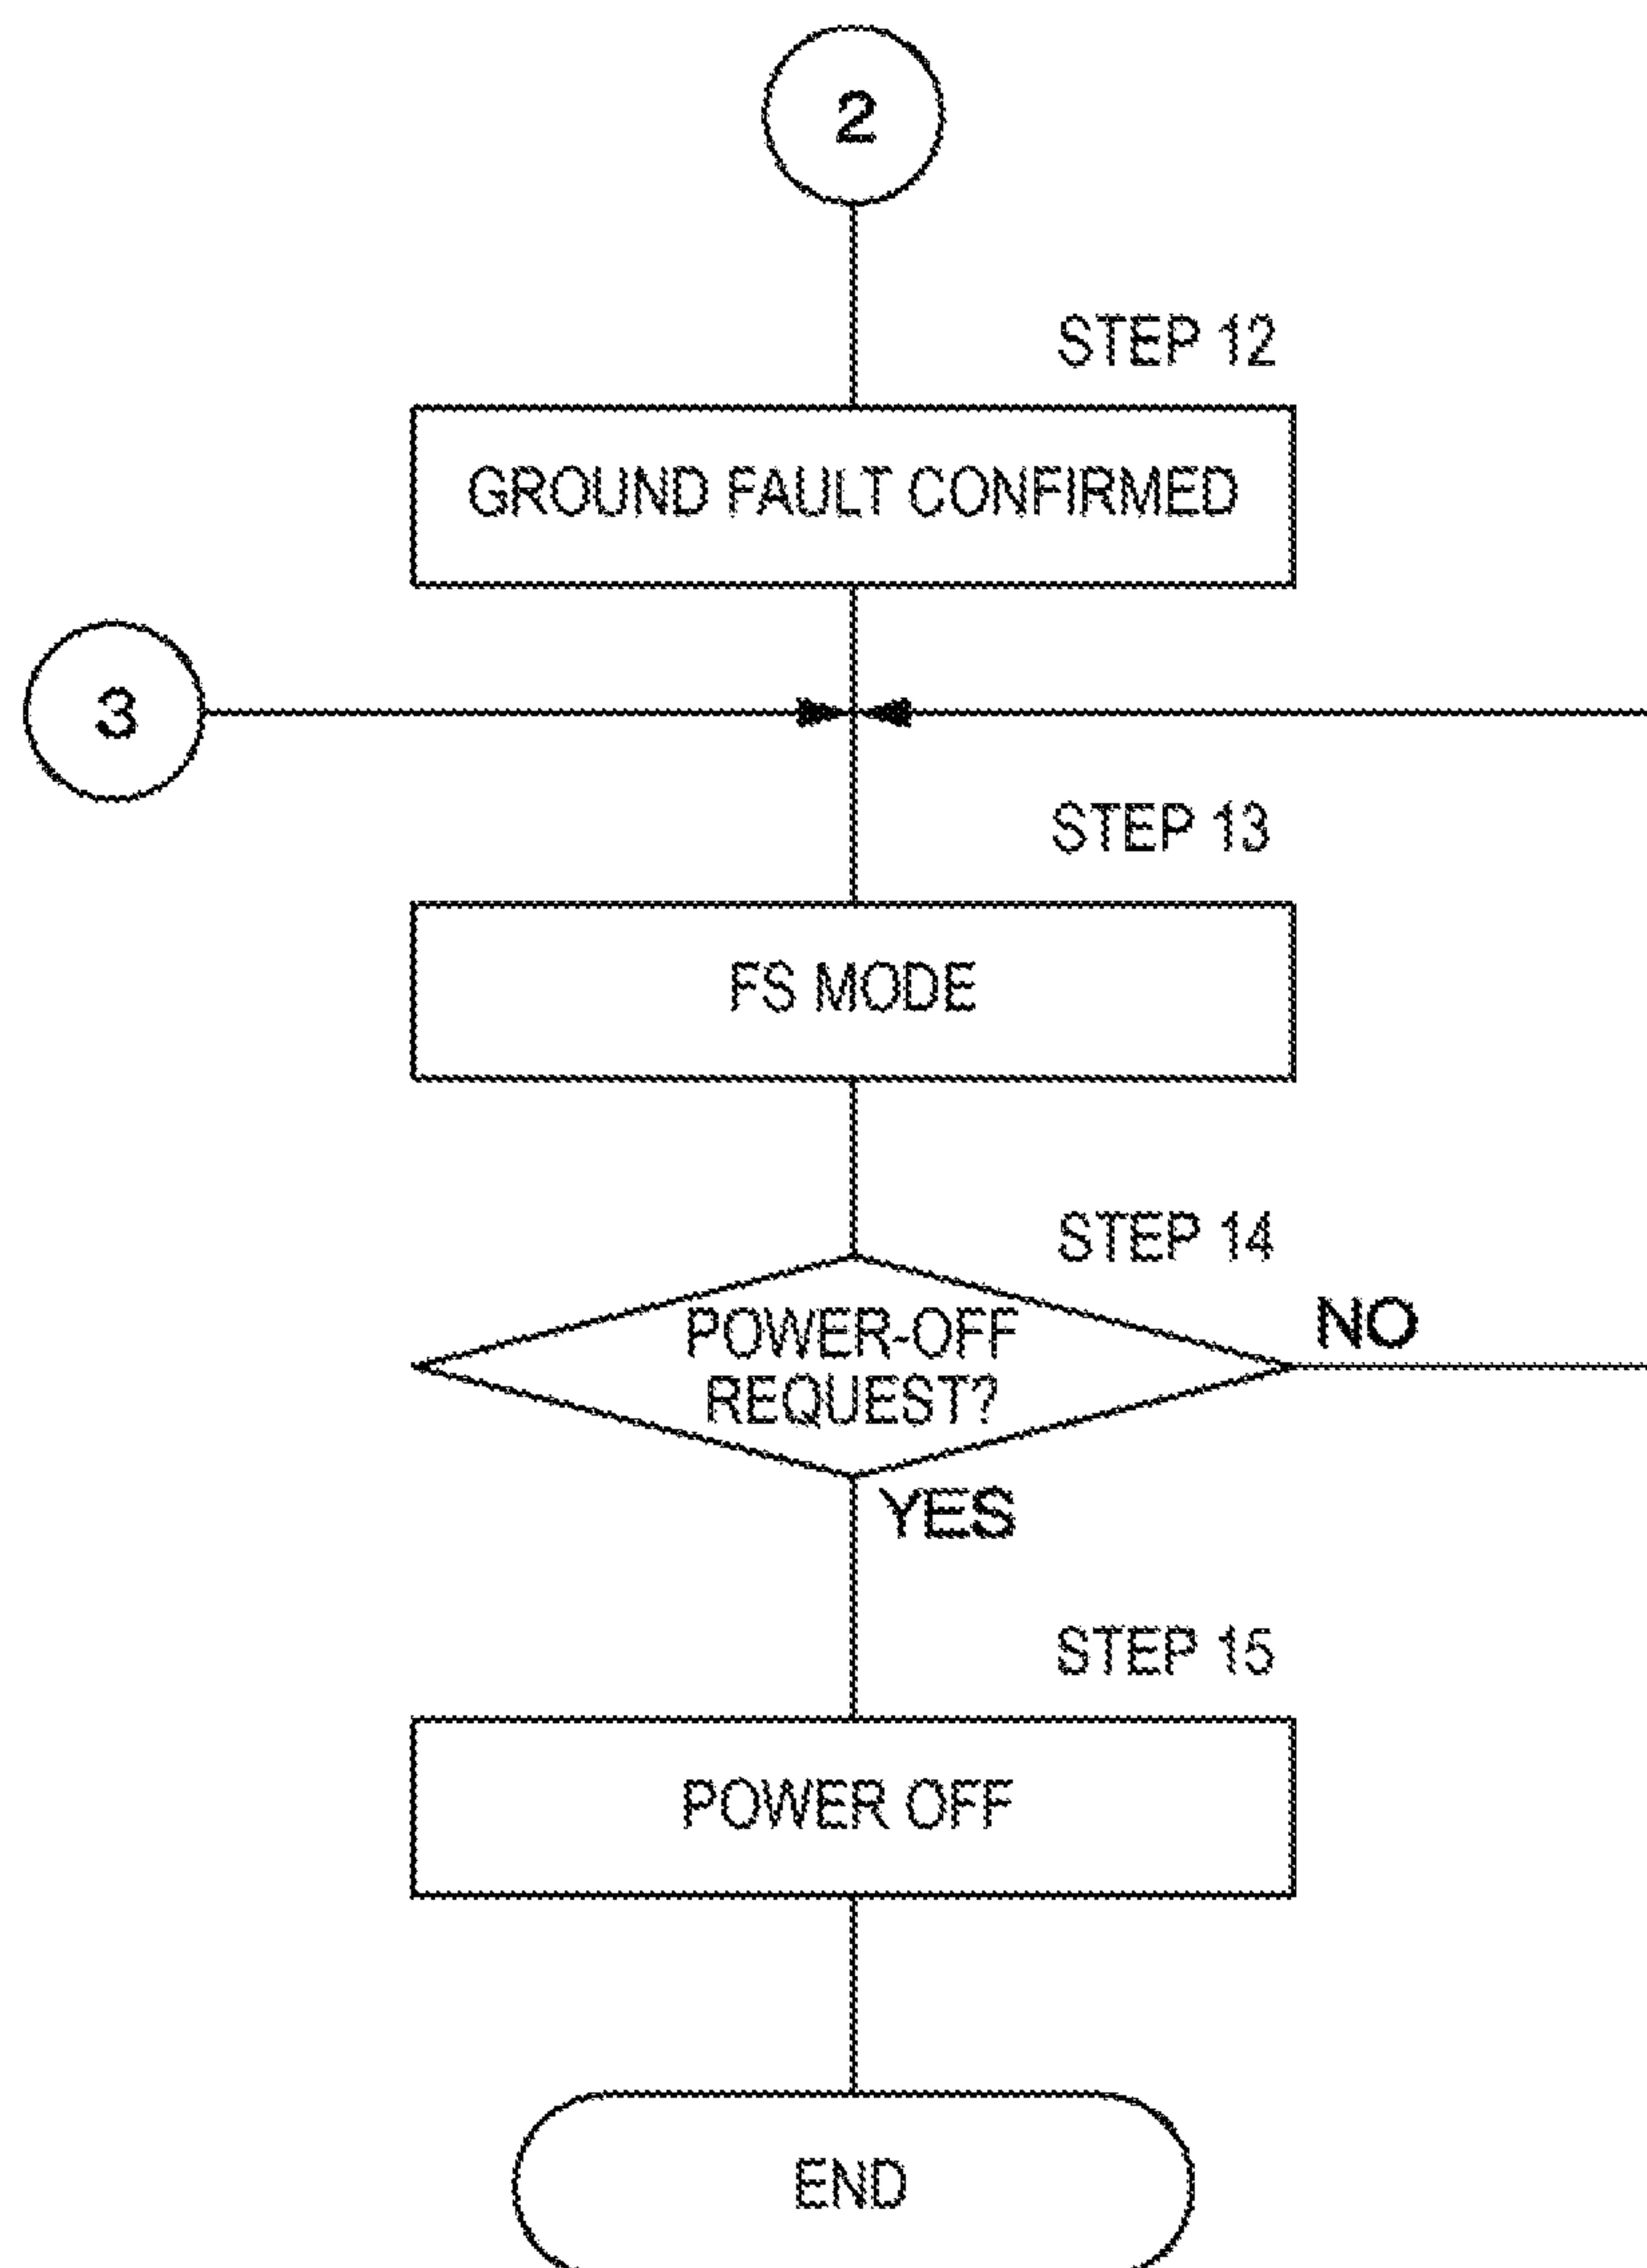 2
STEP 12
GROUND FAULT CONFIRMED
3
STEP 13
FS MODE
STEP 14
POWER-OFF
REQUEST?
NO
YES
STEP 15
POWER OFF
END